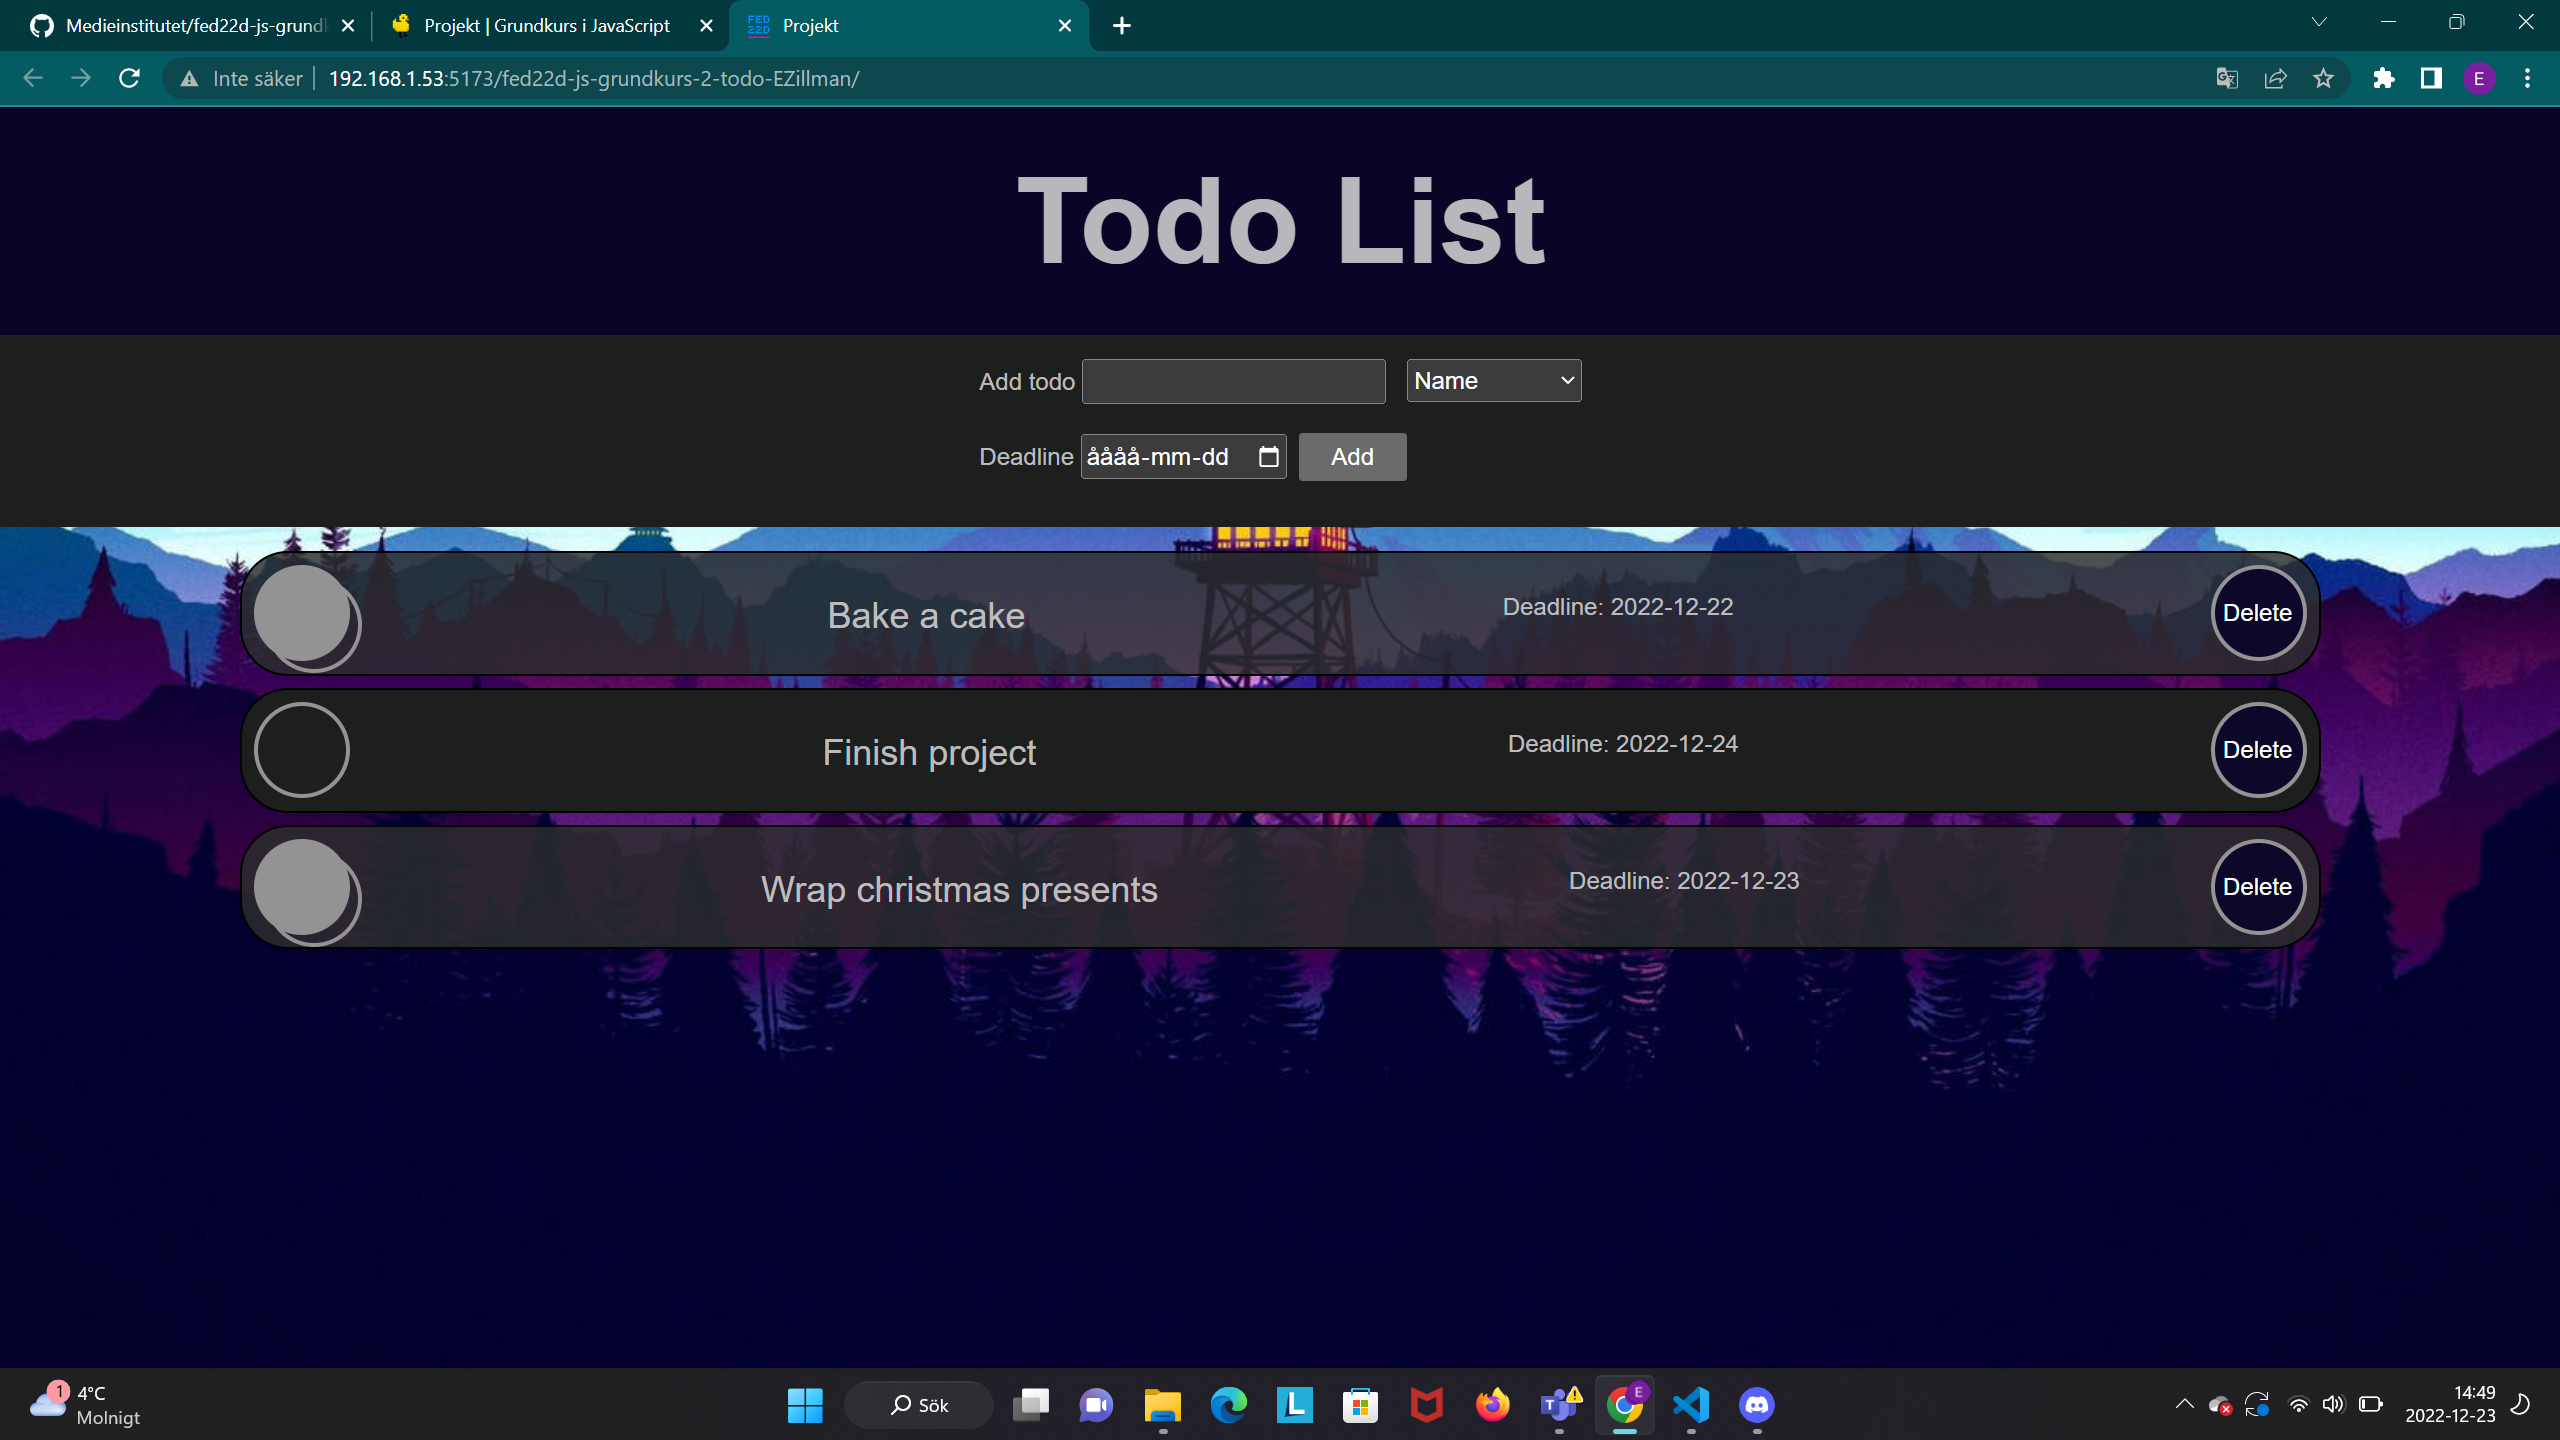 Medieinstitutet/fed22d-js-grund
Projekt | Grundkurs i JavaScript
FED
22D
Projekt
Inte säker
192.168.1.53:5173/fed22d-js-grundkurs-2-todo-EZillman/
E
Todo List
Add todo
Name
Deadline
åååå-mm-dd
Add
Bake a cake
Deadline: 2022-12-22
Delete
Finish project
Deadline: 2022-12-24
Delete
Wrap christmas presents
Deadline: 2022-12-23
Delete
1
4°C
Molnigt
Sök
L
T
E
14:49
2022-12-23